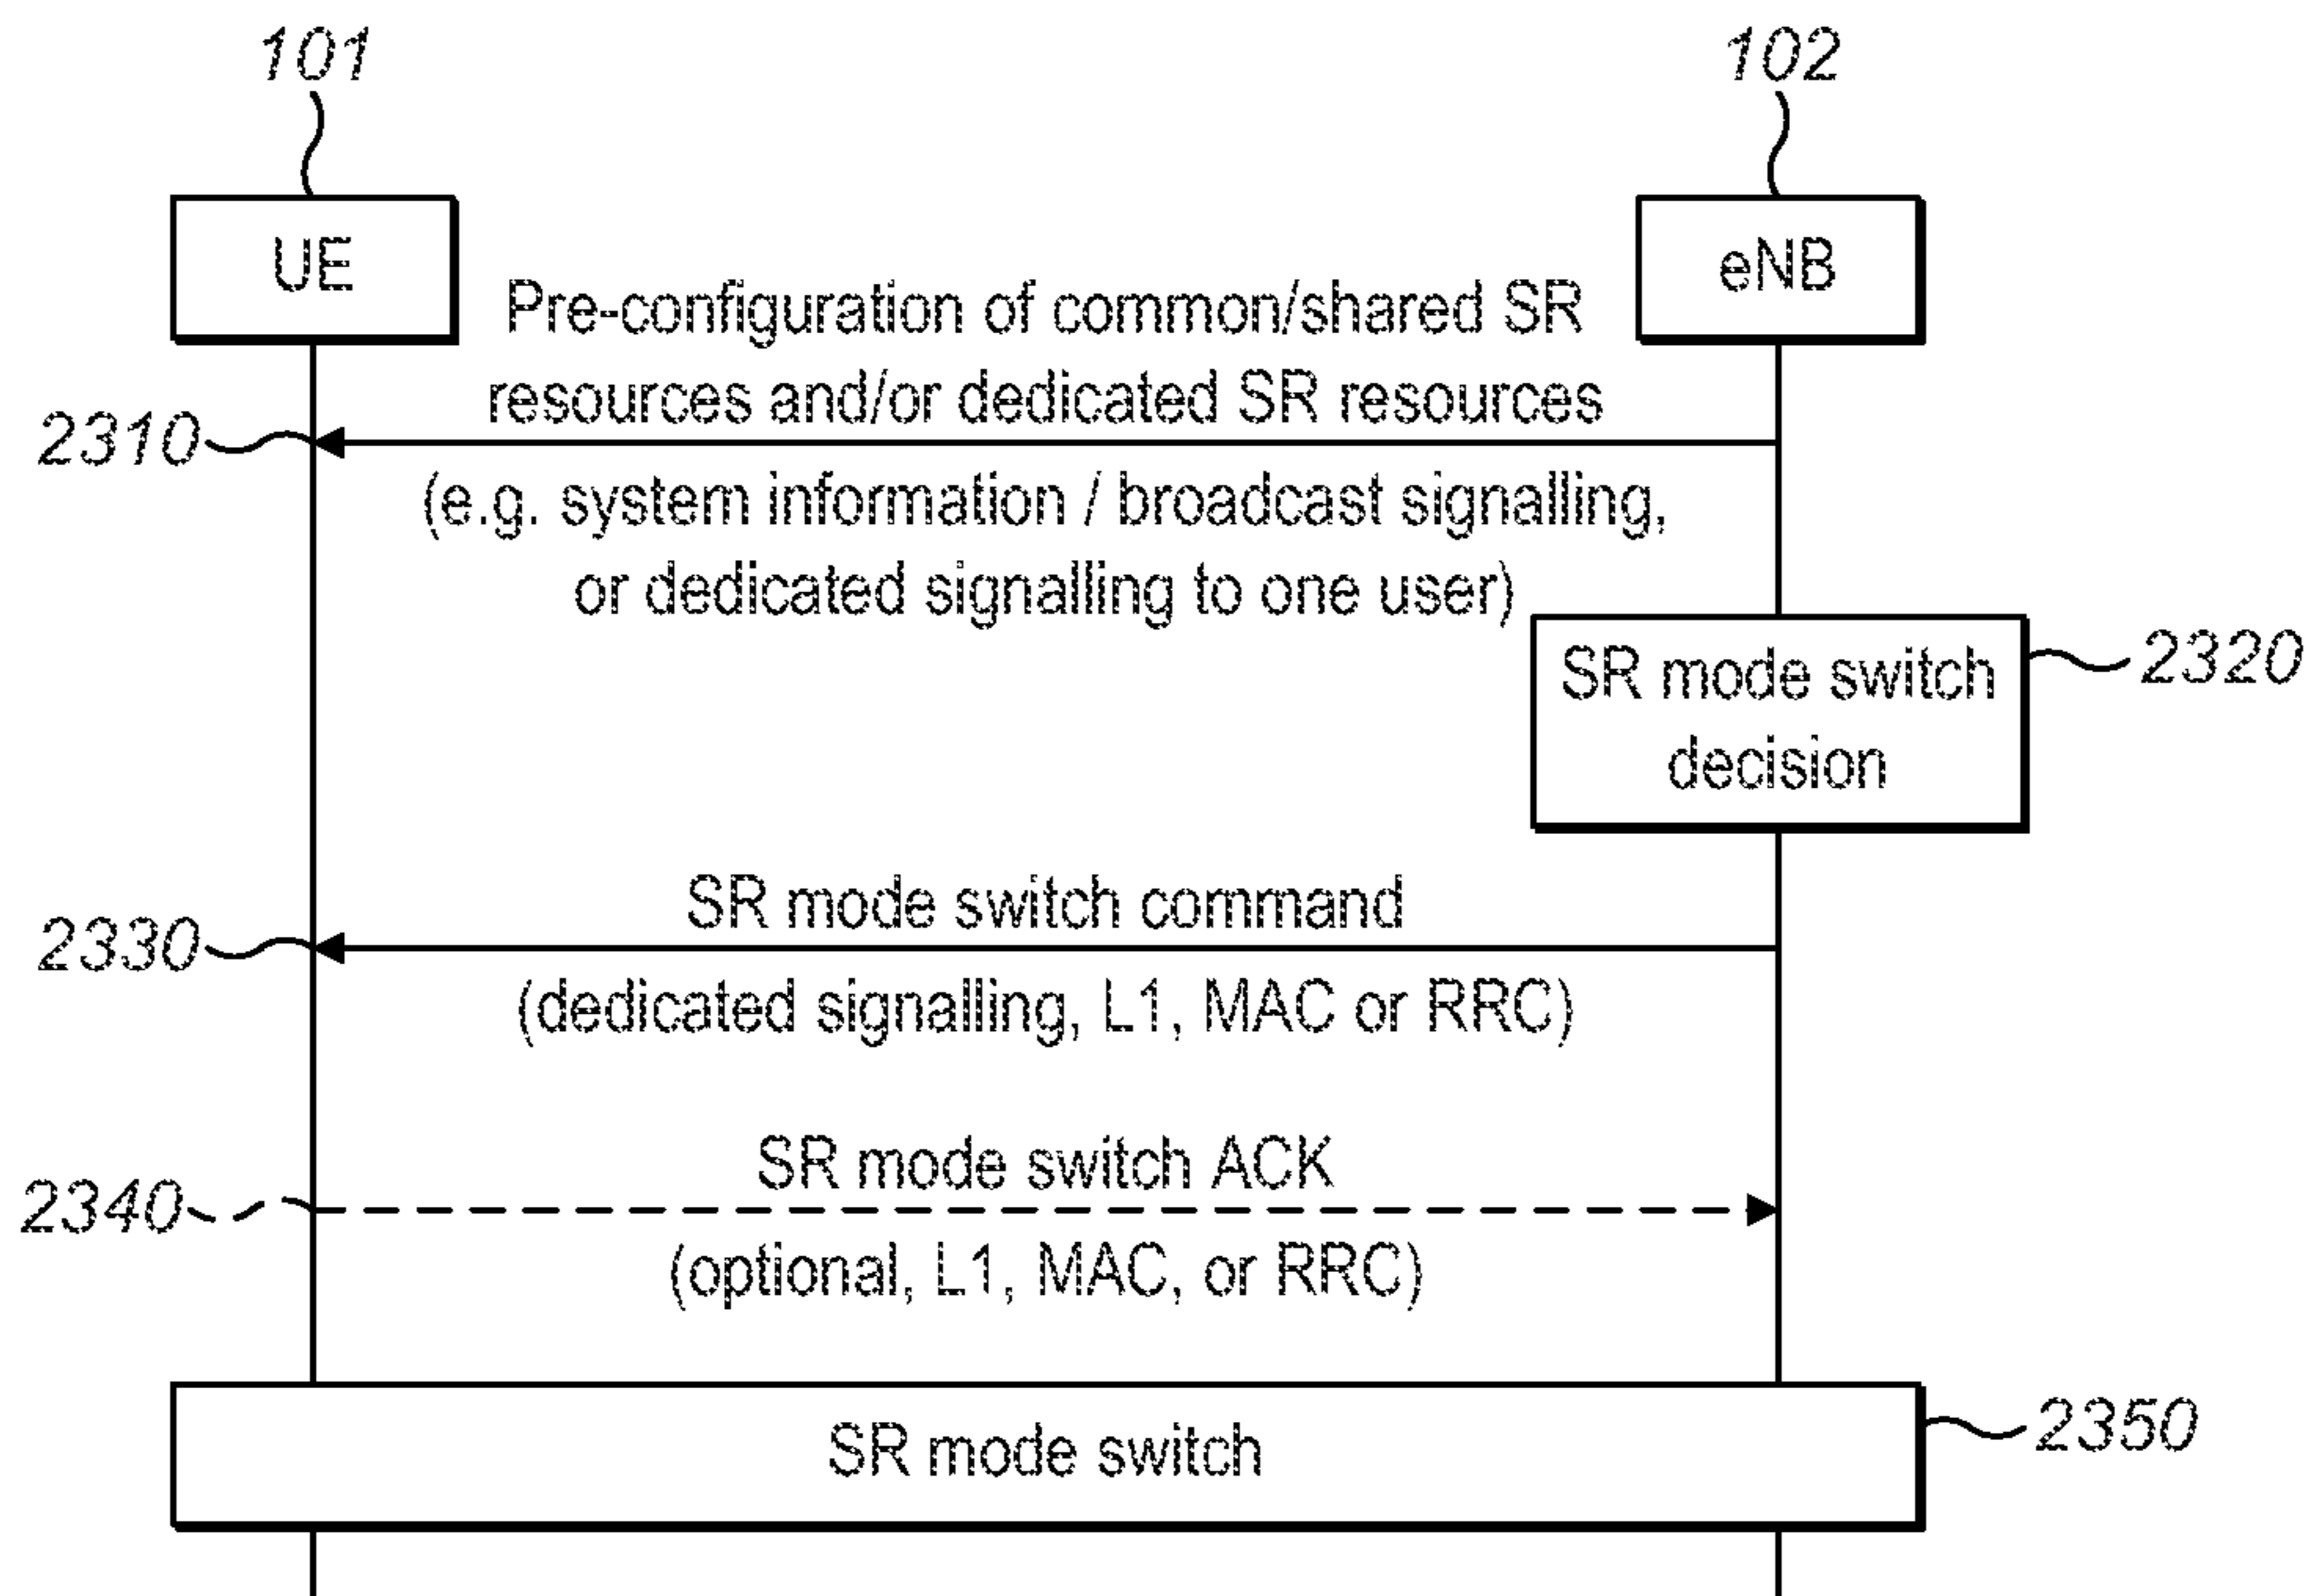 101
102
UE
eNB
Pre-configuration of common/shared SR
resources and/or dedicated SR resources
2310
(e.g. system information / broadcast signalling,
or dedicated signalling to one user)
SR mode switch
decision
2320
SR mode switch command
2330
(dedicated signalling, L1, MAC or RRC)
SR mode switch ACK
2340
(optional, L1, MAC, or RRC)
SR mode switch
2350